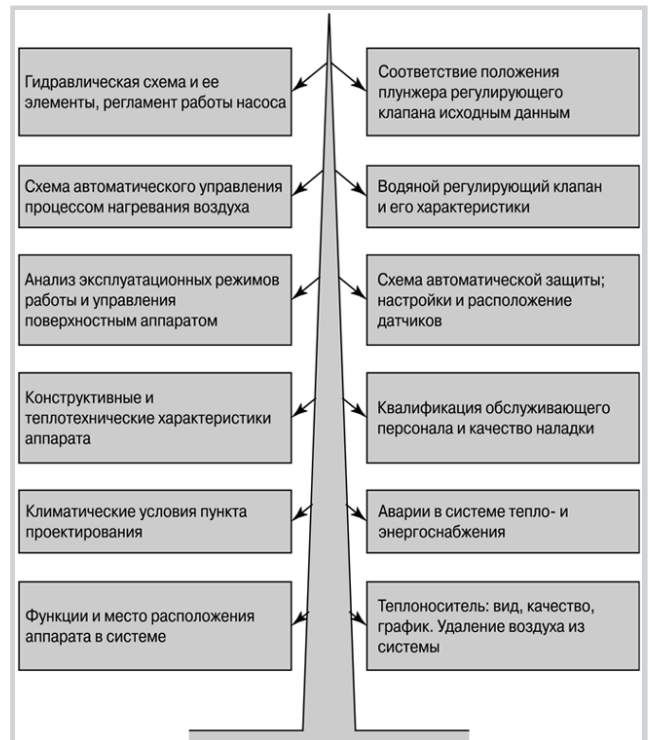 Гидравлическая схема и ее
элементы, регламент работы насоса
Соответствие положения
плунжера регулирующего
клапана исходным данным
Схема автоматического управления
процессом нагревания воздуха
Водяной регулирующий клапан
и его характеристики
Анализ эксплуатационных режимов
работы и управления
поверхностным аппаратом
Схема автоматической защиты;
настройки и расположение
датчиков
Конструктивные и
теплотехнические характеристики
аппарата
Квалификация обслуживающего
персонала и качество наладки
Климатические условия пункта
проектирования
Аварии в системе тепло- и
энергоснабжения
Функции и место расположения
аппарата в системе
Теплоноситель: вид, качество,
график. Удаление воздуха из
системы